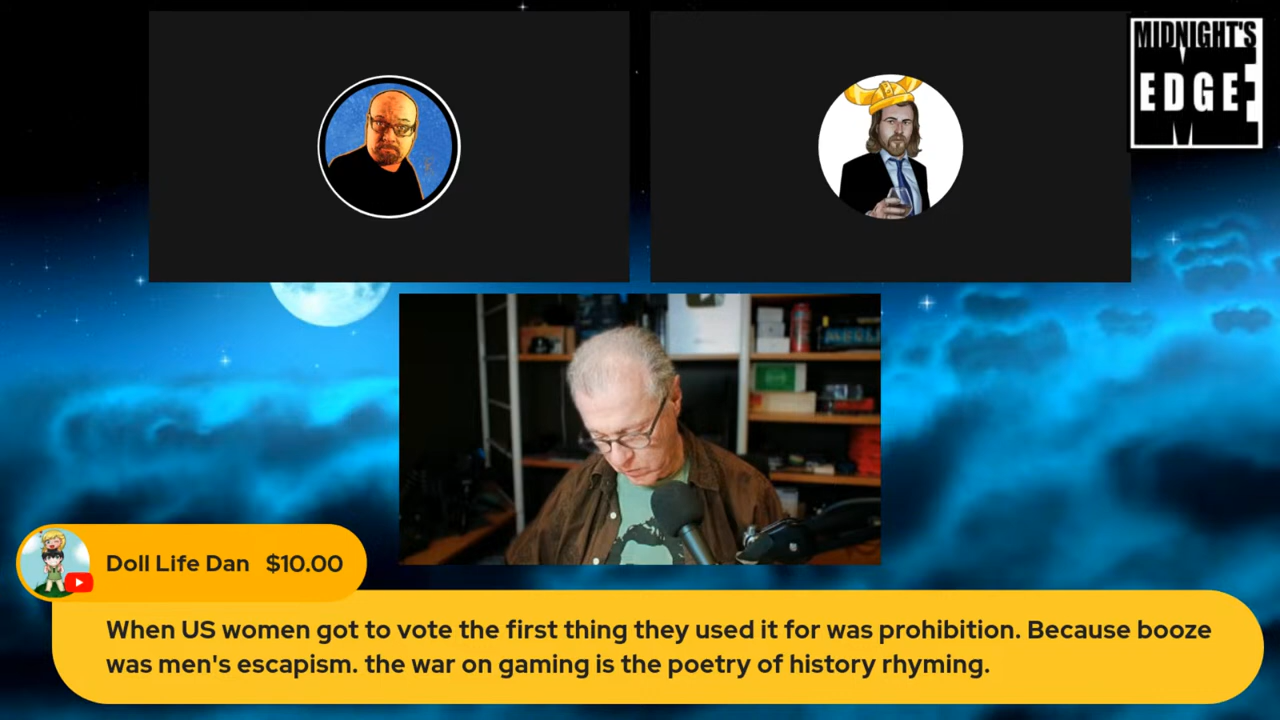 MIDNIGHT'S
EDGE
Doll Life Dan $10.00
When US women got to vote the first thing they used it for was prohibition. Because booze
was men's escapism. the war on gaming is the poetry of history rhyming.